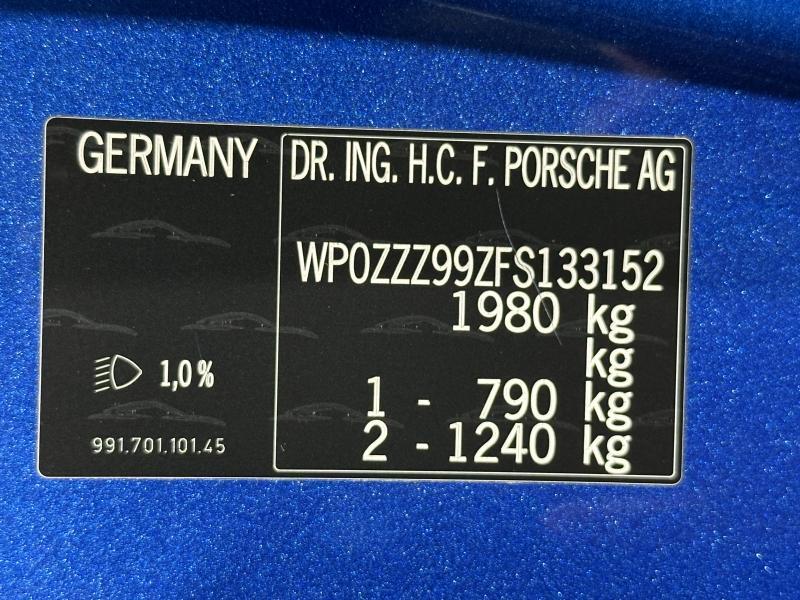 GERMANY
DR. ING. H.C. F. PORSCHE AG
WP0ZZZ99ZFS133152
1980 kg
kg
1 - 790 kg
2 - 1240 kg
1,0 %
991.701.101.45